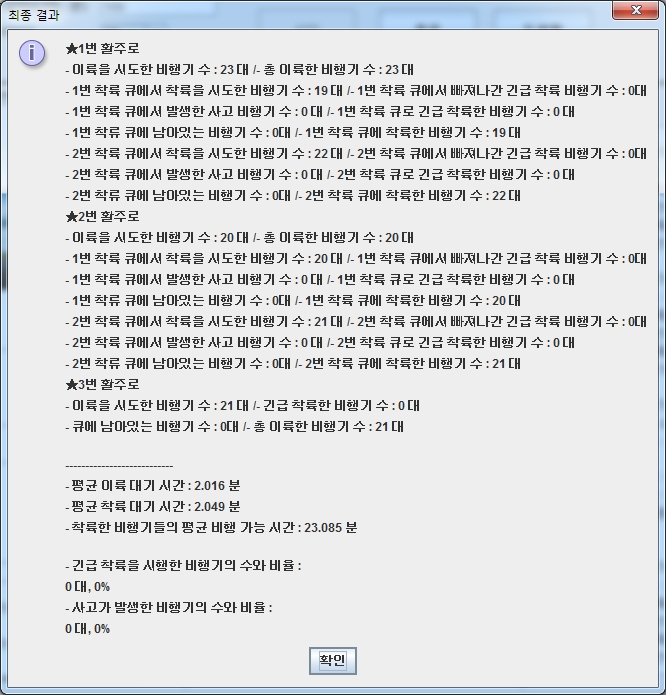 최종 결과
★1번 활주로
- 이륙을 시도한 비행기 수 : 23 대 /- 총 이륙한 비행기 수 : 23 대
- 1번 착륙 큐에서 착륙을 시도한 비행기 수 : 19 대 /- 1번 착륙 큐에서 빠져나간 긴급 착륙 비행기 수 : 0대
- 1번 착륙 큐에서 발생한 사고 비행기 수 : 0 대 /- 1번 착륙 큐로 긴급 착륙한 비행기 수 : 0 대
- 1번 착륙 큐에 남아있는 비행기 수 : 0대 /- 1번 착륙 큐에 착륙한 비행기 수 : 19 대
- 2번 착륙 큐에서 착륙을 시도한 비행기 수 : 22 대 /- 2번 착륙 큐에서 빠져나간 긴급 착륙 비행기 수 : 0대
- 2번 착륙 큐에서 발생한 사고 비행기 수 : 0 대 /- 2번 착륙 큐로 긴급 착륙한 비행기 수 : 0 대
- 2번 착류 큐에 남아있는 비행기 수 : 0대 /- 2번 착륙 큐에 착륙한 비행기 수 : 22 대
★2번 활주로
- 이륙을 시도한 비행기 수 : 20 대 /- 총 이륙한 비행기 수 : 20 대
- 1번 착륙 큐에서 착륙을 시도한 비행기 수 : 20 대 /- 1번 착륙 큐에서 빠져나간 긴급 착륙 비행기 수 : 0대
- 1번 착륙 큐에서 발생한 사고 비행기 수 : 0 대 /- 1번 착륙 큐로 긴급 착륙한 비행기 수 : 0 대
- 1번 착류 큐에 남아있는 비행기 수 : 0대 /- 1번 착륙 큐에 착륙한 비행기 수 : 20 대
- 2번 착륙 큐에서 착륙을 시도한 비행기 수 : 21 대 /- 2번 착륙 큐에서 빠져나간 긴급 착륙 비행기 수 : 0대
- 2번 착륙 큐에서 발생한 사고 비행기 수 : 0 대 /- 2번 착륙 큐로 긴급 착륙한 비행기 수 : 0 대
- 2번 착류 큐에 남아있는 비행기 수 : 0대 /- 2번 착륙 큐에 착륙한 비행기 수 : 21 대
★3번 활주로
- 이륙을 시도한 비행기 수 : 21 대 /- 긴급 착륙한 비행기 수 : 0 대
- 큐에 남아있는 비행기 수 : 0대 /- 총 이륙한 비행기 수 : 21 대
---------------------------
- 평균 이륙 대기 시간 : 2.016 분
- 평균 착륙 대기 시간 : 2.049 분
- 착륙한 비행기들의 평균 비행 가능 시간 : 23.085 분
- 긴급 착륙을 시행한 비행기의 수와 비율 :
0 대, 0%
- 사고가 발생한 비행기의 수와 비율 :
0 대, 0%
확인